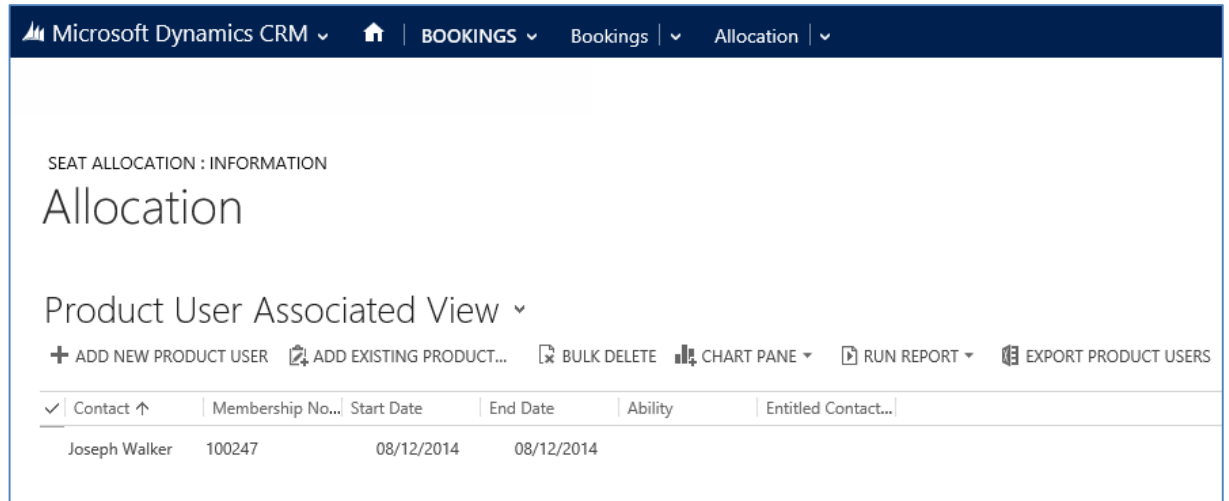 Microsoft Dynamics CRM BOOKINGS Bookings Allocation
SEAT ALLOCATION : INFORMATION
Allocation
Product User Associated View
ADD NEW PRODUCT USER ADD EXISTING PRODUCT... BULK DELETE CHART PANE RUN REPORT EXPORT PRODUCT USERS
Contact ↑ Membership No... Start Date End Date Ability Entitled Contact...
Joseph Walker 100247 08/12/2014 08/12/2014